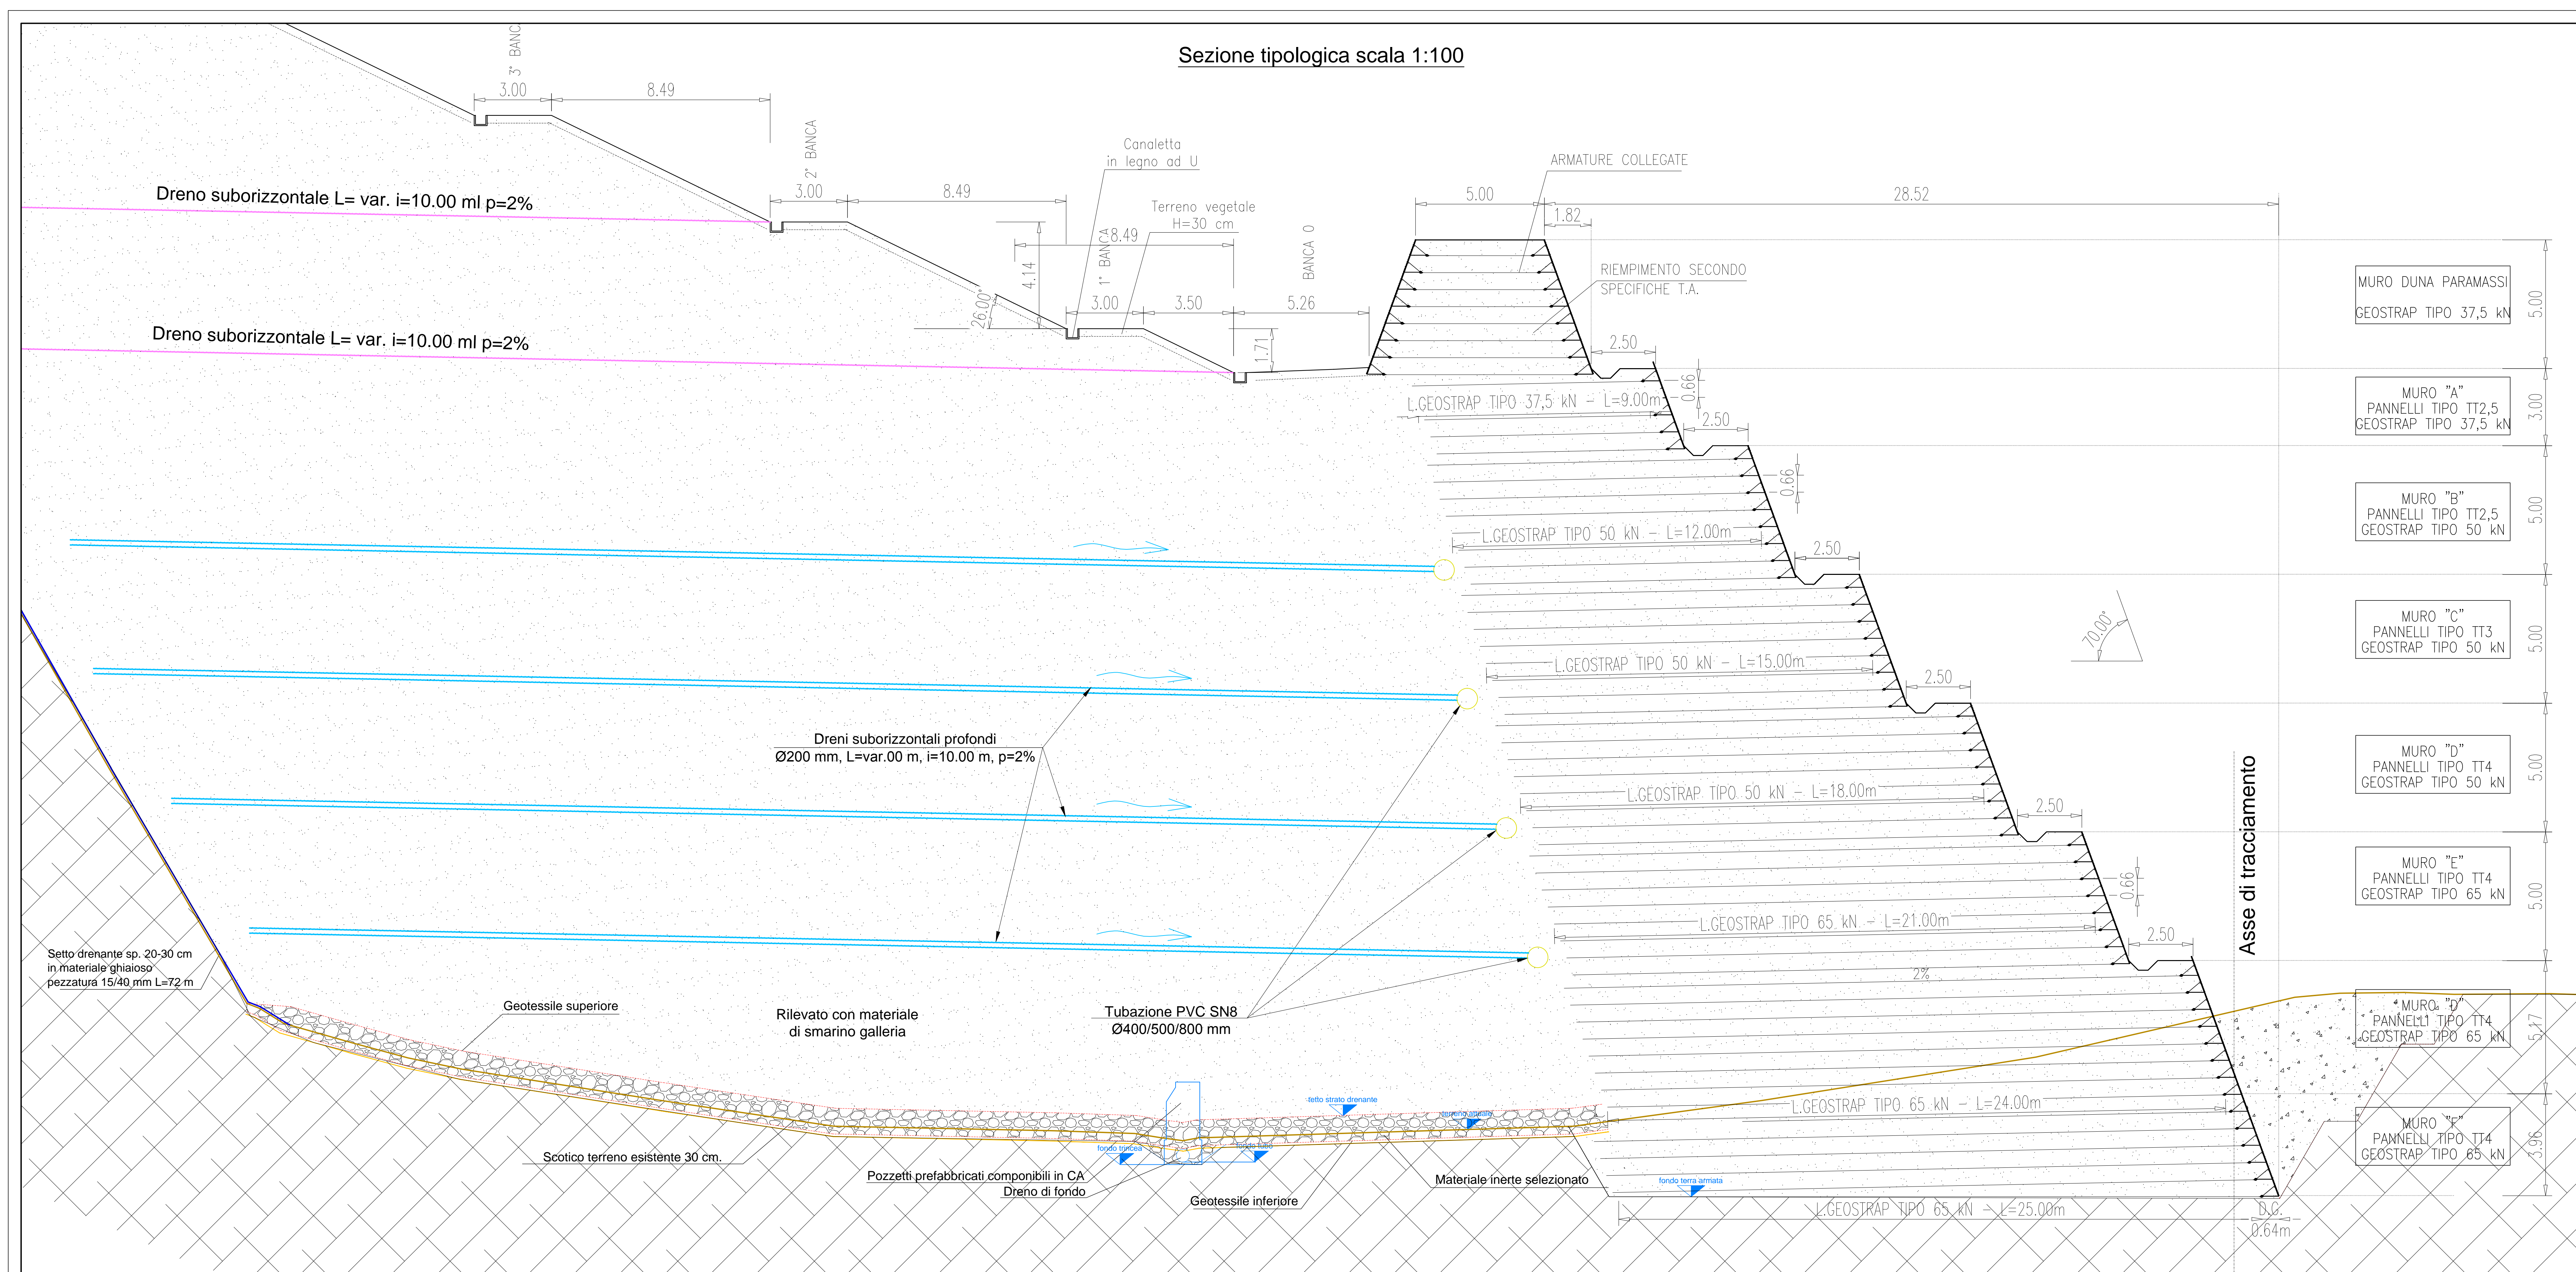 Sezione tipologica scala 1:100
3° BANC
3.00
8.49
2° BANCA
3.00
8.49
Canaletta
in legno ad U
Terreno vegetale
H=30 cm
8.49
1° BANCA
BANCA 0
4.14
26.00°
3.00
3.50
5.26
1.71
Dreno suborizzontale L= var. i=10.00 ml p=2%
Dreno suborizzontale L= var. i=10.00 ml p=2%
ARMATURE COLLEGATE
5.00
28.52
1.82
RIEMPIMENTO SECONDO
SPECIFICHE T.A.
2.50
0.66
L.GEOSTRAP TIPO 37,5 kN - L=9.00m
2.50
0.66
L.GEOSTRAP TIPO 50 kN - L=12.00m
2.50
L.GEOSTRAP TIPO 50 kN - L=15.00m
2.50
70.00°
L.GEOSTRAP TIPO 50 kN - L=18.00m
2.50
0.66
L.GEOSTRAP TIPO 65 kN - L=21.00m
2.50
2%
L.GEOSTRAP TIPO 65 kN - L=24.00m
L.GEOSTRAP TIPO 65 kN - L=25.00m
D.C.
0.64m
Asse di tracciamento
MURO DUNA PARAMASSI
GEOSTRAP TIPO 37,5 kN
5.00
MURO "A"
PANNELLI TIPO TT2,5
GEOSTRAP TIPO 37,5 kN
3.00
MURO "B"
PANNELLI TIPO TT2,5
GEOSTRAP TIPO 50 kN
5.00
MURO "C"
PANNELLI TIPO TT3
GEOSTRAP TIPO 50 kN
5.00
MURO "D"
PANNELLI TIPO TT4
GEOSTRAP TIPO 50 kN
5.00
MURO "E"
PANNELLI TIPO TT4
GEOSTRAP TIPO 65 kN
5.00
MURO "D"
PANNELLI TIPO TT4
GEOSTRAP TIPO 65 kN
5.17
MURO "F"
PANNELLI TIPO TT4
GEOSTRAP TIPO 65 kN
3.96
Dreni suborizzontali profondi
Ø200 mm, L=var.00 m, i=10.00 m, p=2%
Setto drenante sp. 20-30 cm
in materiale ghiaioso
pezzatura 15/40 mm L=72 m
Geotessile superiore
Rilevato con materiale
di smarino galleria
Tubazione PVC SN8
Ø400/500/800 mm
tetto strato drenante
terreno attuale
fondo trincea
fondo tubo
fondo terra armata
Scotico terreno esistente 30 cm.
Pozzetti prefabbricati componibili in CA
Dreno di fondo
Geotessile inferiore
Materiale inerte selezionato